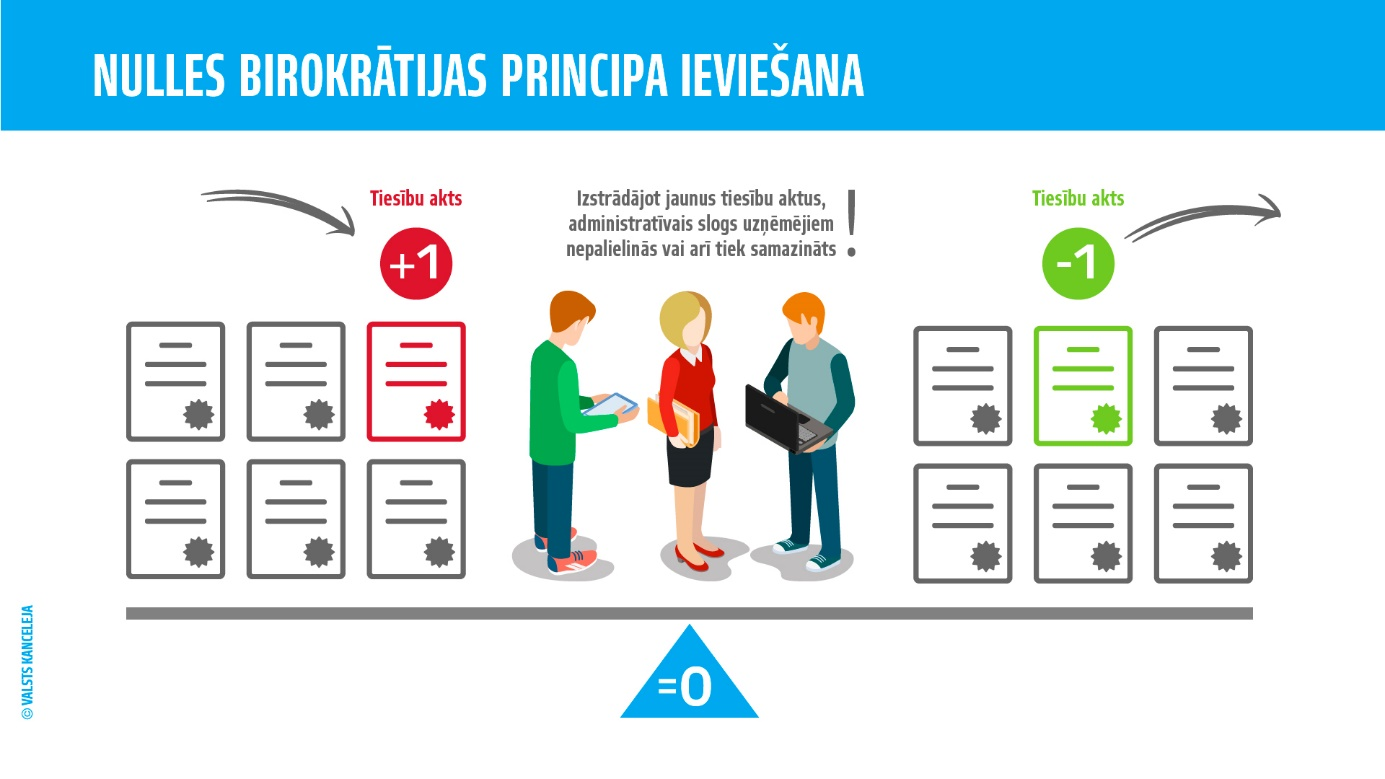 NULLES BIROKRĀTIJAS PRINCIPA IEVIEŠANA
Tiesību akts
+1
Izstrādājot jaunus tiesību aktus,
administratīvais slogs uzņēmējiem
nepalielinās vai arī tiek samazināts
!
Tiesību akts
-1
=0
© VALSTS KANCELEJA